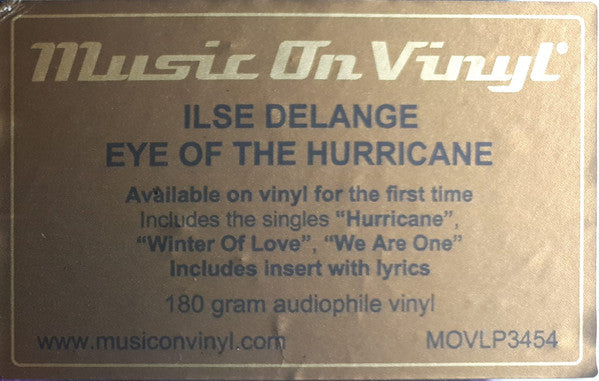 Music On Vinyl®
ILSE DELANGE
EYE OF THE HURRICANE
Available on vinyl for the first time
Includes the singles “Hurricane”,
“Winter Of Love”, “We Are One”
Includes insert with lyrics
180 gram audiophile vinyl
www.musiconvinyl.com MOVLP3454